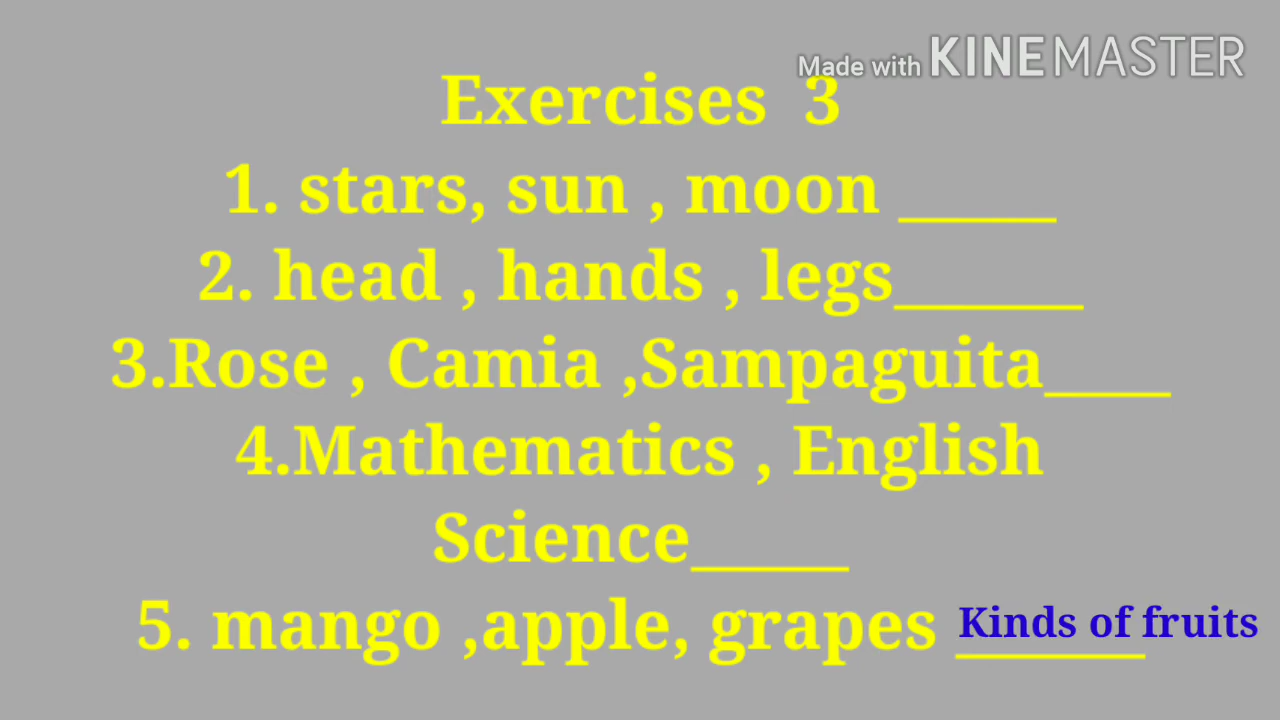 Made with KINEMASTER
Exercises 3
1. stars, sun , moon _____
2. head , hands , legs______
3.Rose , Camia ,Sampaguita____
4.Mathematics , English
Science_____
5. mango ,apple, grapes ______ Kinds of fruits